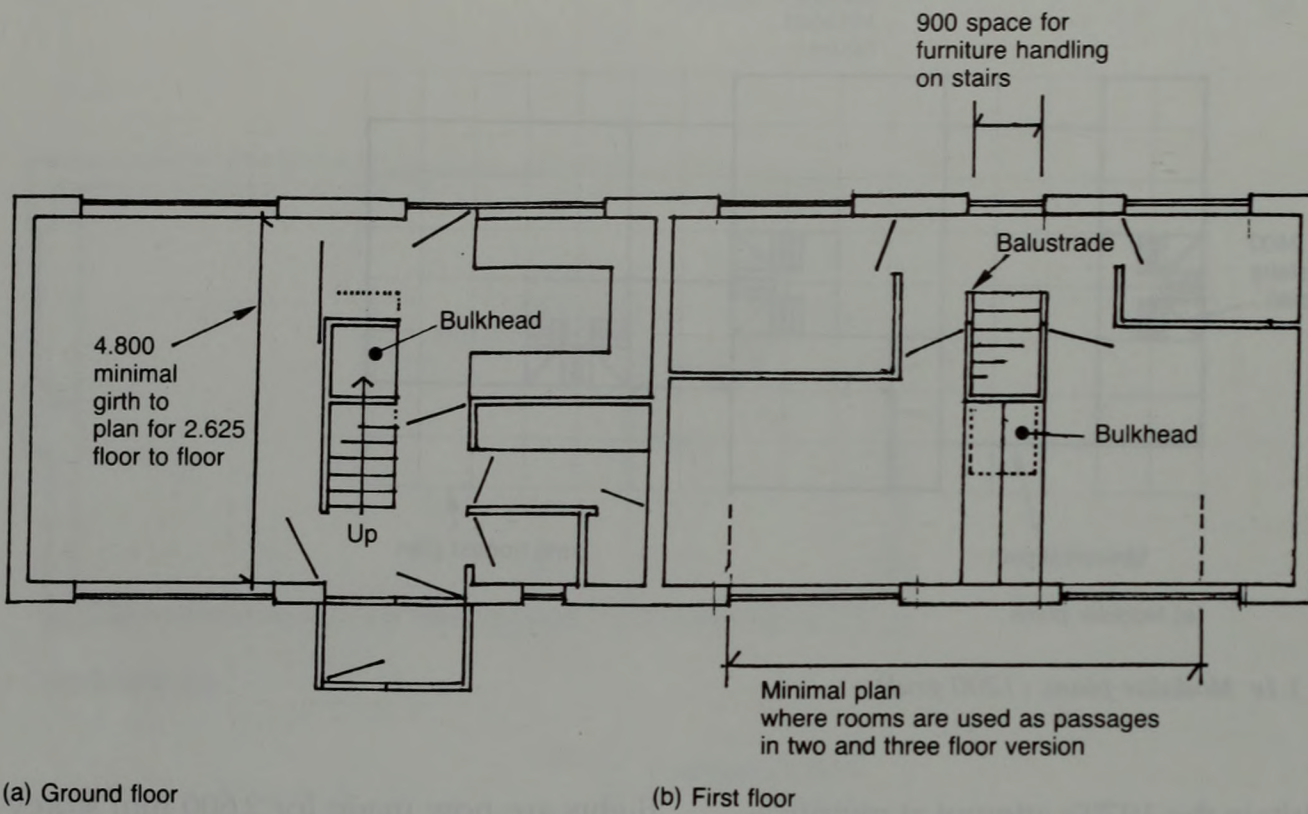 900 space for
furniture handling
on stairs
Balustrade
Bulkhead
4.800
minimal
girth to
plan for 2.625
floor to floor
Up
Bulkhead
Minimal plan
where rooms are used as passages
in two and three floor version
(a) Ground floor
(b) First floor